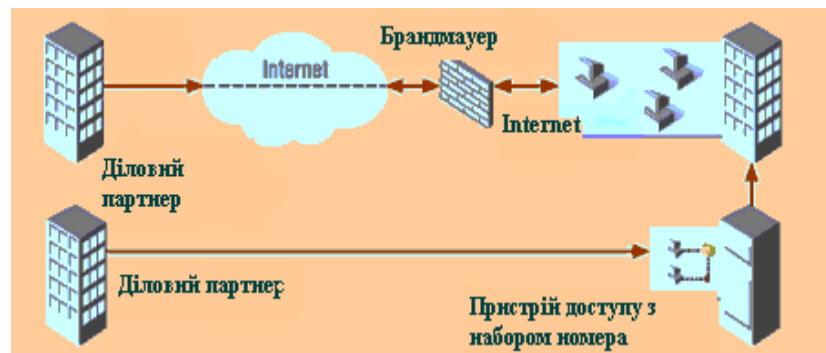 Брандмауер
Internet
Internet
Діловий
партнер
Діловий партнер
Пристрій доступу з
набором номера